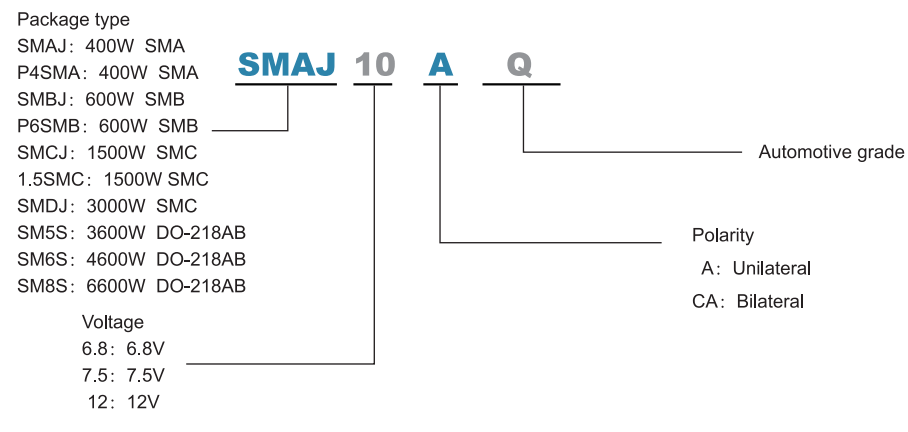 Package type
SMAJ: 400W SMA
P4SMA: 400W SMA
SMBJ: 600W SMB
P6SMB: 600W SMB
SMCJ: 1500W SMC
1.5SMC: 1500W SMC
SMDJ: 3000W SMC
SM5S: 3600W DO-218AB
SM6S: 4600W DO-218AB
SM8S: 6600W DO-218AB
SMAJ 10 A Q
Automotive grade
Polarity
A: Unilateral
CA: Bilateral
Voltage
6.8: 6.8V
7.5: 7.5V
12: 12V